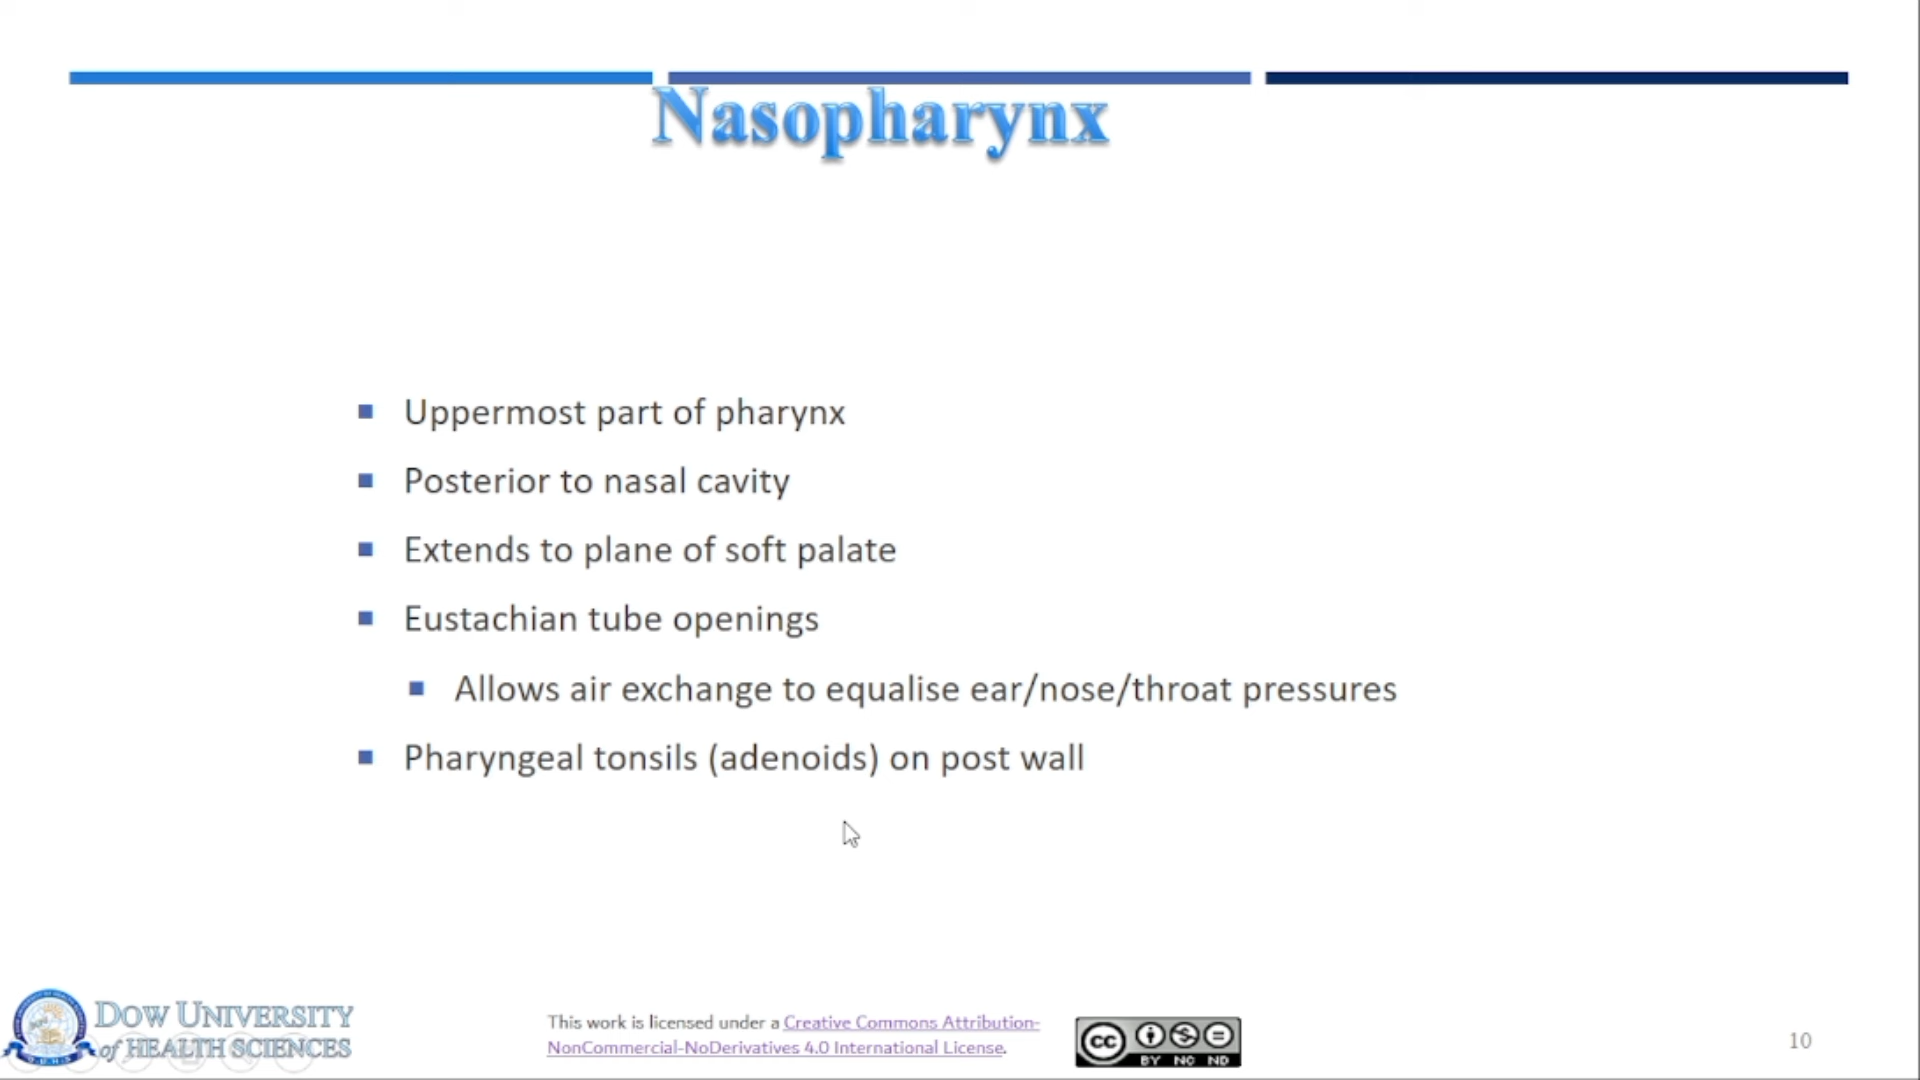 Nasopharynx
Uppermost part of pharynx
Posterior to nasal cavity
Extends to plane of soft palate
Eustachian tube openings
Allows air exchange to equalise ear/nose/throat pressures
Pharyngeal tonsils (adenoids) on post wall
DOW UNIVERSITY
of HEALTH SCIENCES
This work is licensed under a Creative Commons Attribution-
NonCommercial-NoDerivatives 4.0 International License.
cc
BY NC ND
10